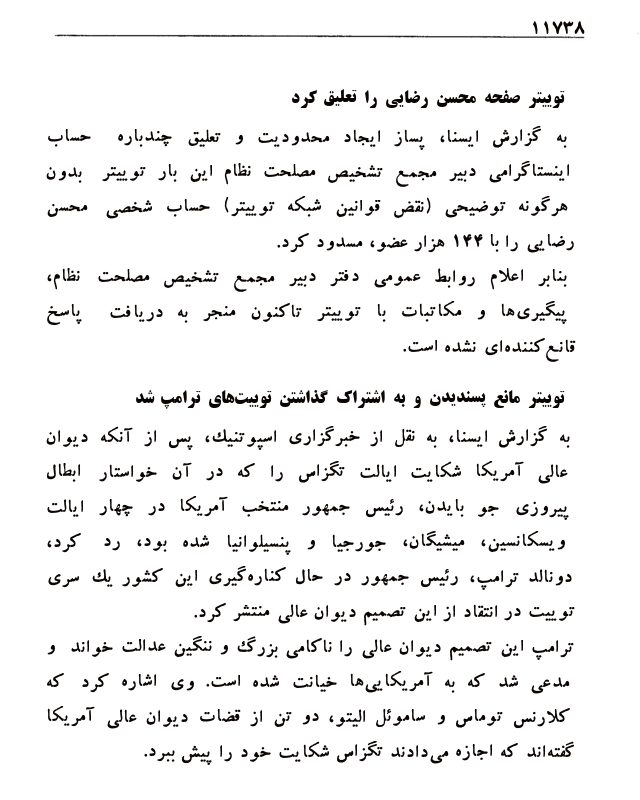 ۱۱۷۳۸
توییتر صفحه محسن رضایی را تعلیق کرد
به گزارش ایسنا، پساز ایجاد محدودیت و تعلیق چندباره حساب
اینستاگرامی دبیر مجمع تشخیص مصلحت نظام این بار توییتر بدون
هرگونه توضیحی (نقض قوانین شبکه توییتر) حساب شخصی محسن
رضایی را با ۱۴۴ هزار عضو، مسدود کرد.
بنابر اعلام روابط عمومی دفتر دبیر مجمع تشخیص مصلحت نظام،
پیگیری‌ها و مکاتبات با توییتر تاکنون منجر به دریافت پاسخ
قانع‌کننده‌ای نشده است.
توییتر مانع پسندیدن و به اشتراک گذاشتن توییت‌های ترامپ شد
به گزارش ایسنا، به نقل از خبرگزاری اسپوتنیك، پس از آنکه دیوان
عالی آمریکا شکایت ایالت تگزاس را که در آن خواستار ابطال
پیروزی جو بایدن، رئیس جمهور منتخب آمریکا در چهار ایالت
ویسکانسین، میشیگان، جورجیا و پنسیلوانیا شده بود، رد کرد،
دونالد ترامپ، رئیس جمهور در حال کناره‌گیری این کشور یك سری
توییت در انتقاد از این تصمیم دیوان عالی منتشر کرد.
ترامپ این تصمیم دیوان عالی را ناکامی بزرگ و ننگین عدالت خواند و
مدعی شد که به آمریکایی‌ها خیانت شده است. وی اشاره کرد که
کلارنس توماس و ساموئل الیتو، دو تن از قضات دیوان عالی آمریکا
گفته‌اند که اجازه می‌دادند تگزاس شکایت خود را پیش ببرد.